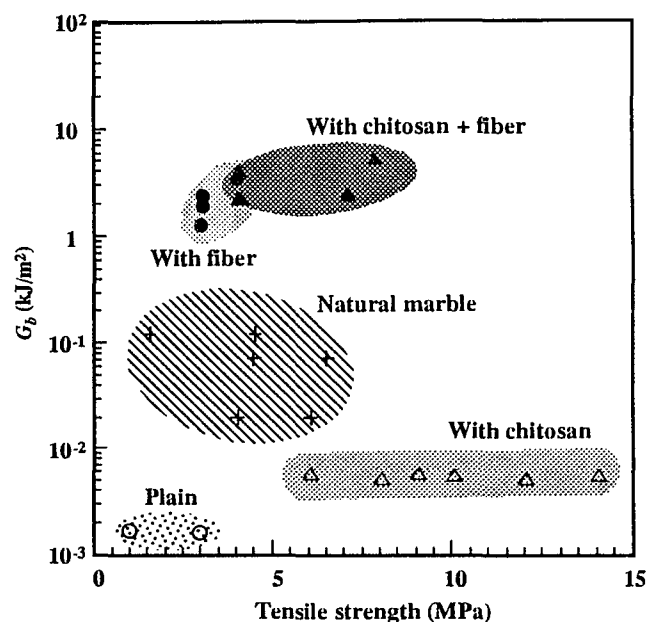 10²
10
1
10⁻¹
10⁻²
10⁻³
G_b (kJ/m²)
With chitosan + fiber
With fiber
Natural marble
With chitosan
Plain
0
5
10
15
Tensile strength (MPa)